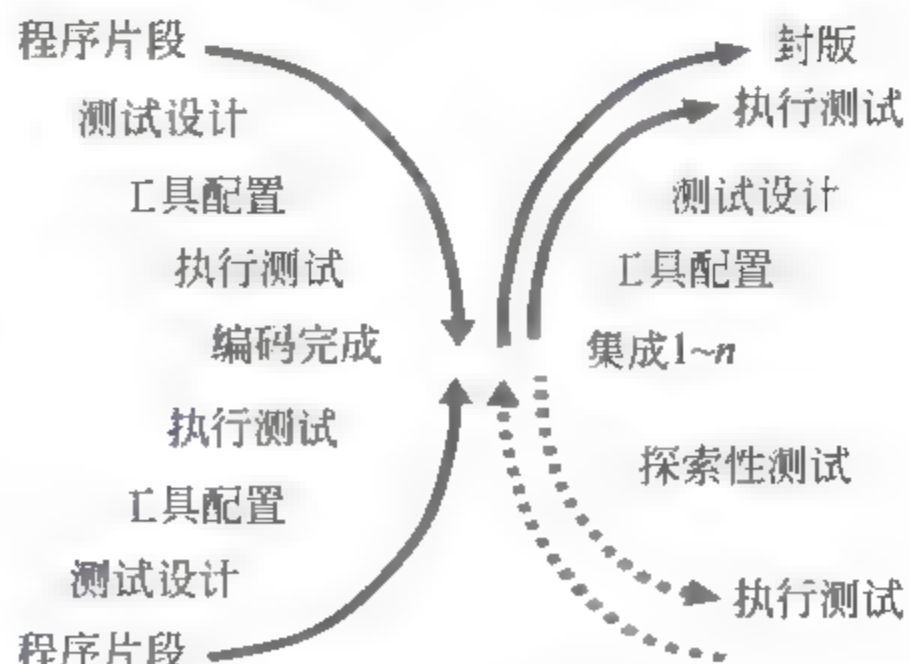 程序片段
测试设计
工具配置
执行测试
编码完成
执行测试
工具配置
测试设计
程序片段
封版
执行测试
测试设计
工具配置
集成1~n
探索性测试
执行测试